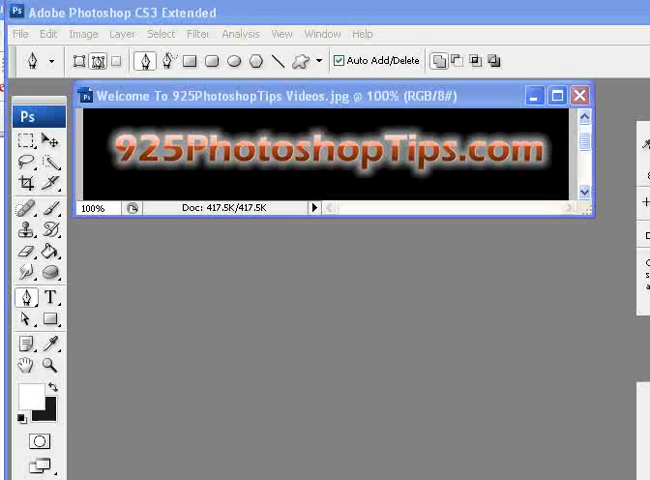 Ps Adobe Photoshop CS3 Extended
File Edit Image Layer Select Filter Analysis View Window Help
Auto Add/Delete
Welcome To 925PhotoshopTips Videos.jpg @ 100% (RGB/8#)
Ps
925PhotoshopTips.com
100% Doc: 417.5K/417.5K
T